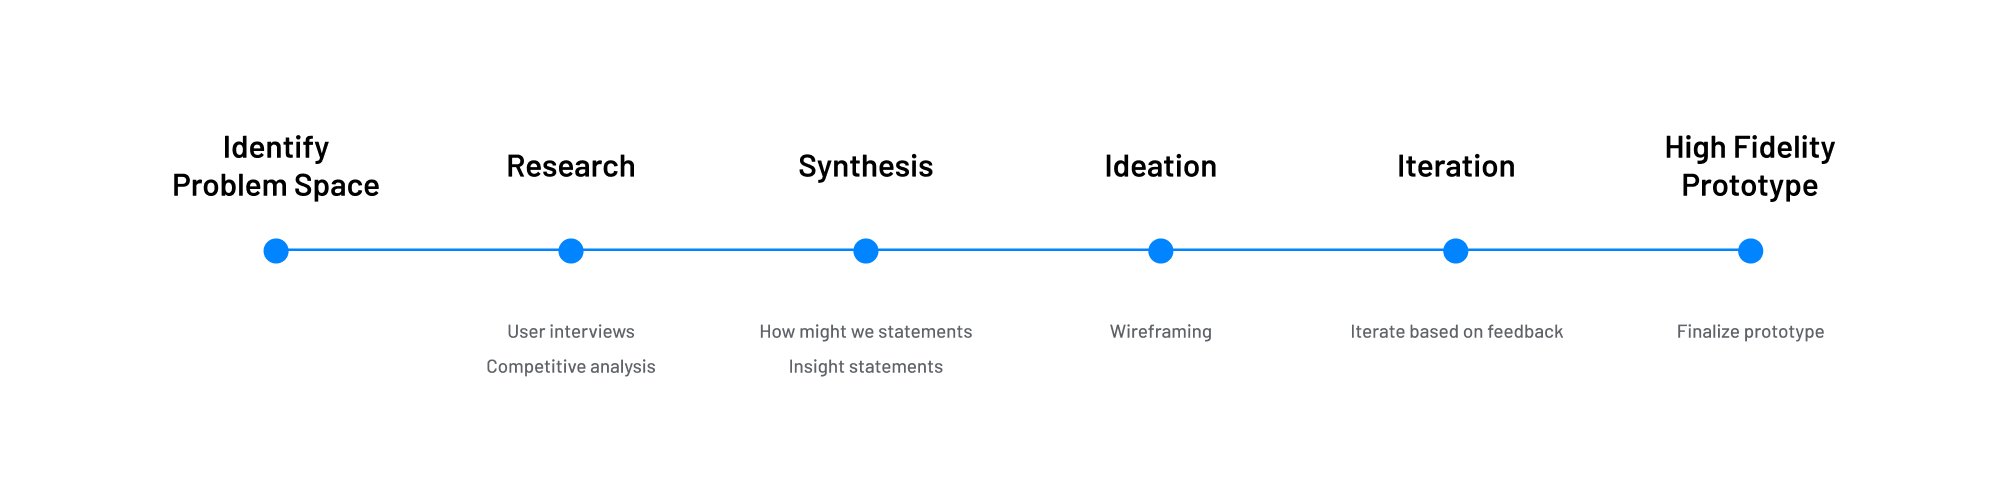 Identify
Problem Space
Research
Synthesis
Ideation
Iteration
High Fidelity
Prototype
User interviews
Competitive analysis
How might we statements
Insight statements
Wireframing
Iterate based on feedback
Finalize prototype